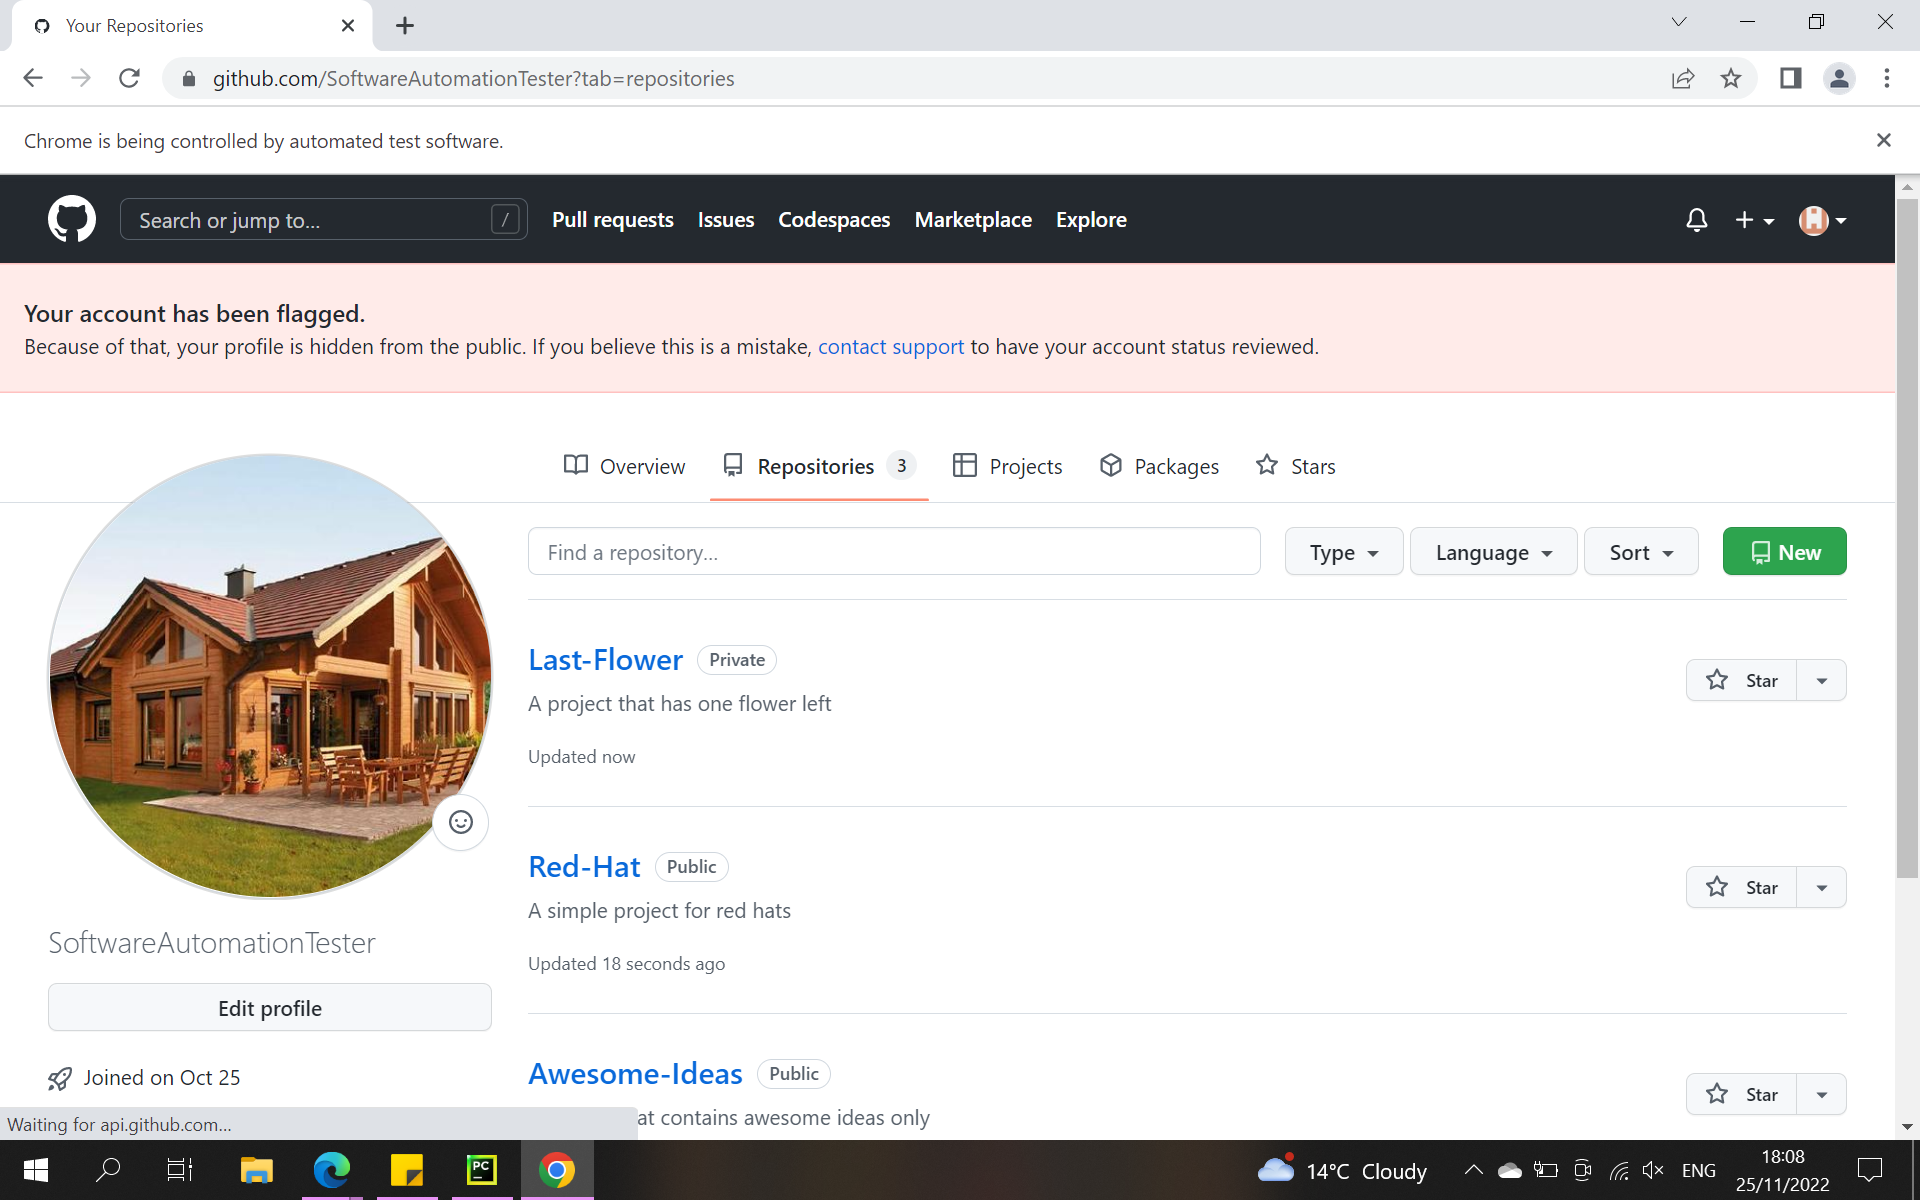 Your Repositories
github.com/SoftwareAutomationTester?tab=repositories
Chrome is being controlled by automated test software.
Search or jump to...
/
Pull requests
Issues
Codespaces
Marketplace
Explore
Your account has been flagged.
Because of that, your profile is hidden from the public. If you believe this is a mistake, contact support to have your account status reviewed.
Overview
Repositories 3
Projects
Packages
Stars
Find a repository...
Type
Language
Sort
New
Last-Flower Private
A project that has one flower left
Updated now
Star
Red-Hat Public
A simple project for red hats
Updated 18 seconds ago
Star
SoftwareAutomationTester
Edit profile
Joined on Oct 25
Awesome-Ideas Public
at contains awesome ideas only
Star
Waiting for api.github.com...
PC
14°C Cloudy
ENG
18:08
25/11/2022